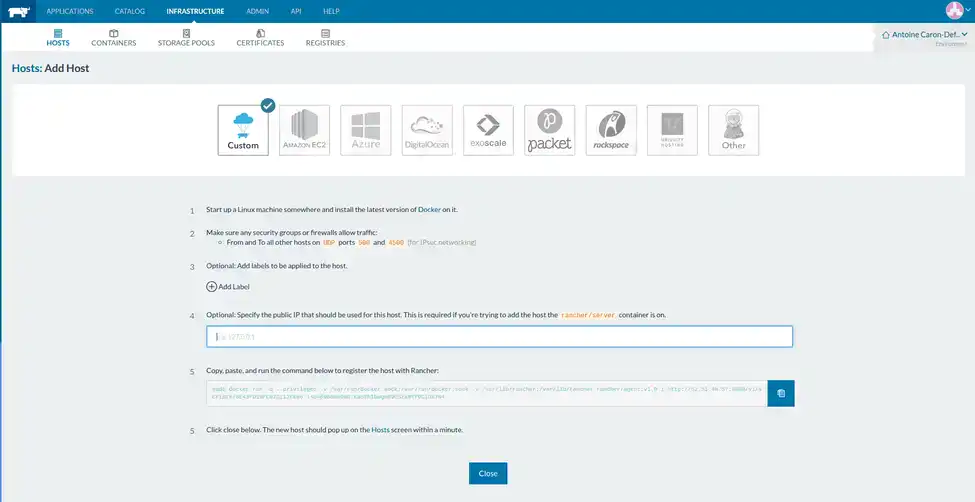 APPLICATIONS CATALOG INFRASTRUCTURE ADMIN API HELP
HOSTS CONTAINERS STORAGE POOLS CERTIFICATES REGISTRIES
Antoine Caron-Def...
Environment
Hosts: Add Host
Custom
AMAZON EC2
Azure
DigitalOcean
exoscale
packet
rackspace
UBIQUITY
HOSTING
Other
1 Start up a Linux machine somewhere and install the latest version of Docker on it.
2 Make sure any security groups or firewalls allow traffic:
From and To all other hosts on UDP ports 500 and 4500 (for IPsec networking)
3 Optional: Add labels to be applied to the host.
Add Label
4 Optional: Specify the public IP that should be used for this host. This is required if you're trying to add the host the rancher/server container is on.
5 Copy, paste, and run the command below to register the host with Rancher:
sudo docker run -d --privileged -v
5 Click close below. The new host should pop up on the Hosts screen within a minute.
Close